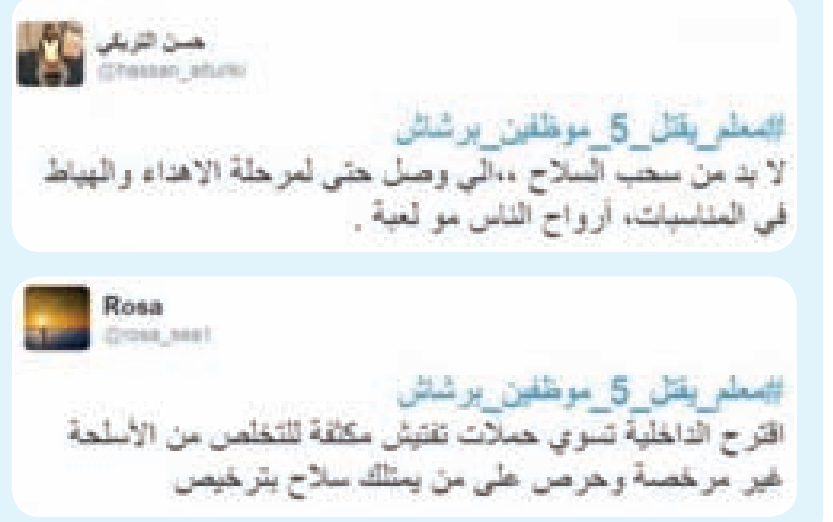 حسن التريكي
#معلم_يقتل_5_موظفين_برشاش
لا بد من سحب السلاح ،،الي وصل حتى لمرحلة الاهداء والهياط
في المناسبات، أرواح الناس مو لعبة .
Rosa
@rosa_sea1
#معلم_يقتل_5_موظفين_برشاش
اقترح الداخلية تسوي حملات تفتيش مكثفة للتخلص من الأسلحة
غير مرخصة وحرص على من يمتلك سلاح بترخيص